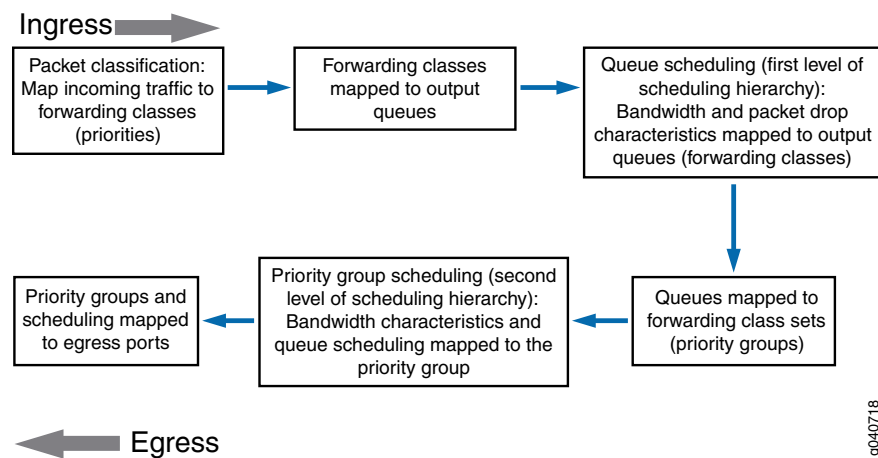 Ingress
Packet classification:
Map incoming traffic to
forwarding classes
(priorities)
Forwarding classes
mapped to output
queues
Queue scheduling (first level of
scheduling hierarchy):
Bandwidth and packet drop
characteristics mapped to output
queues (forwarding classes)
Queues mapped to
forwarding class sets
(priority groups)
Priority group scheduling (second
level of scheduling hierarchy):
Bandwidth characteristics and
queue scheduling mapped to the
priority group
Priority groups and
scheduling mapped
to egress ports
Egress
g040718